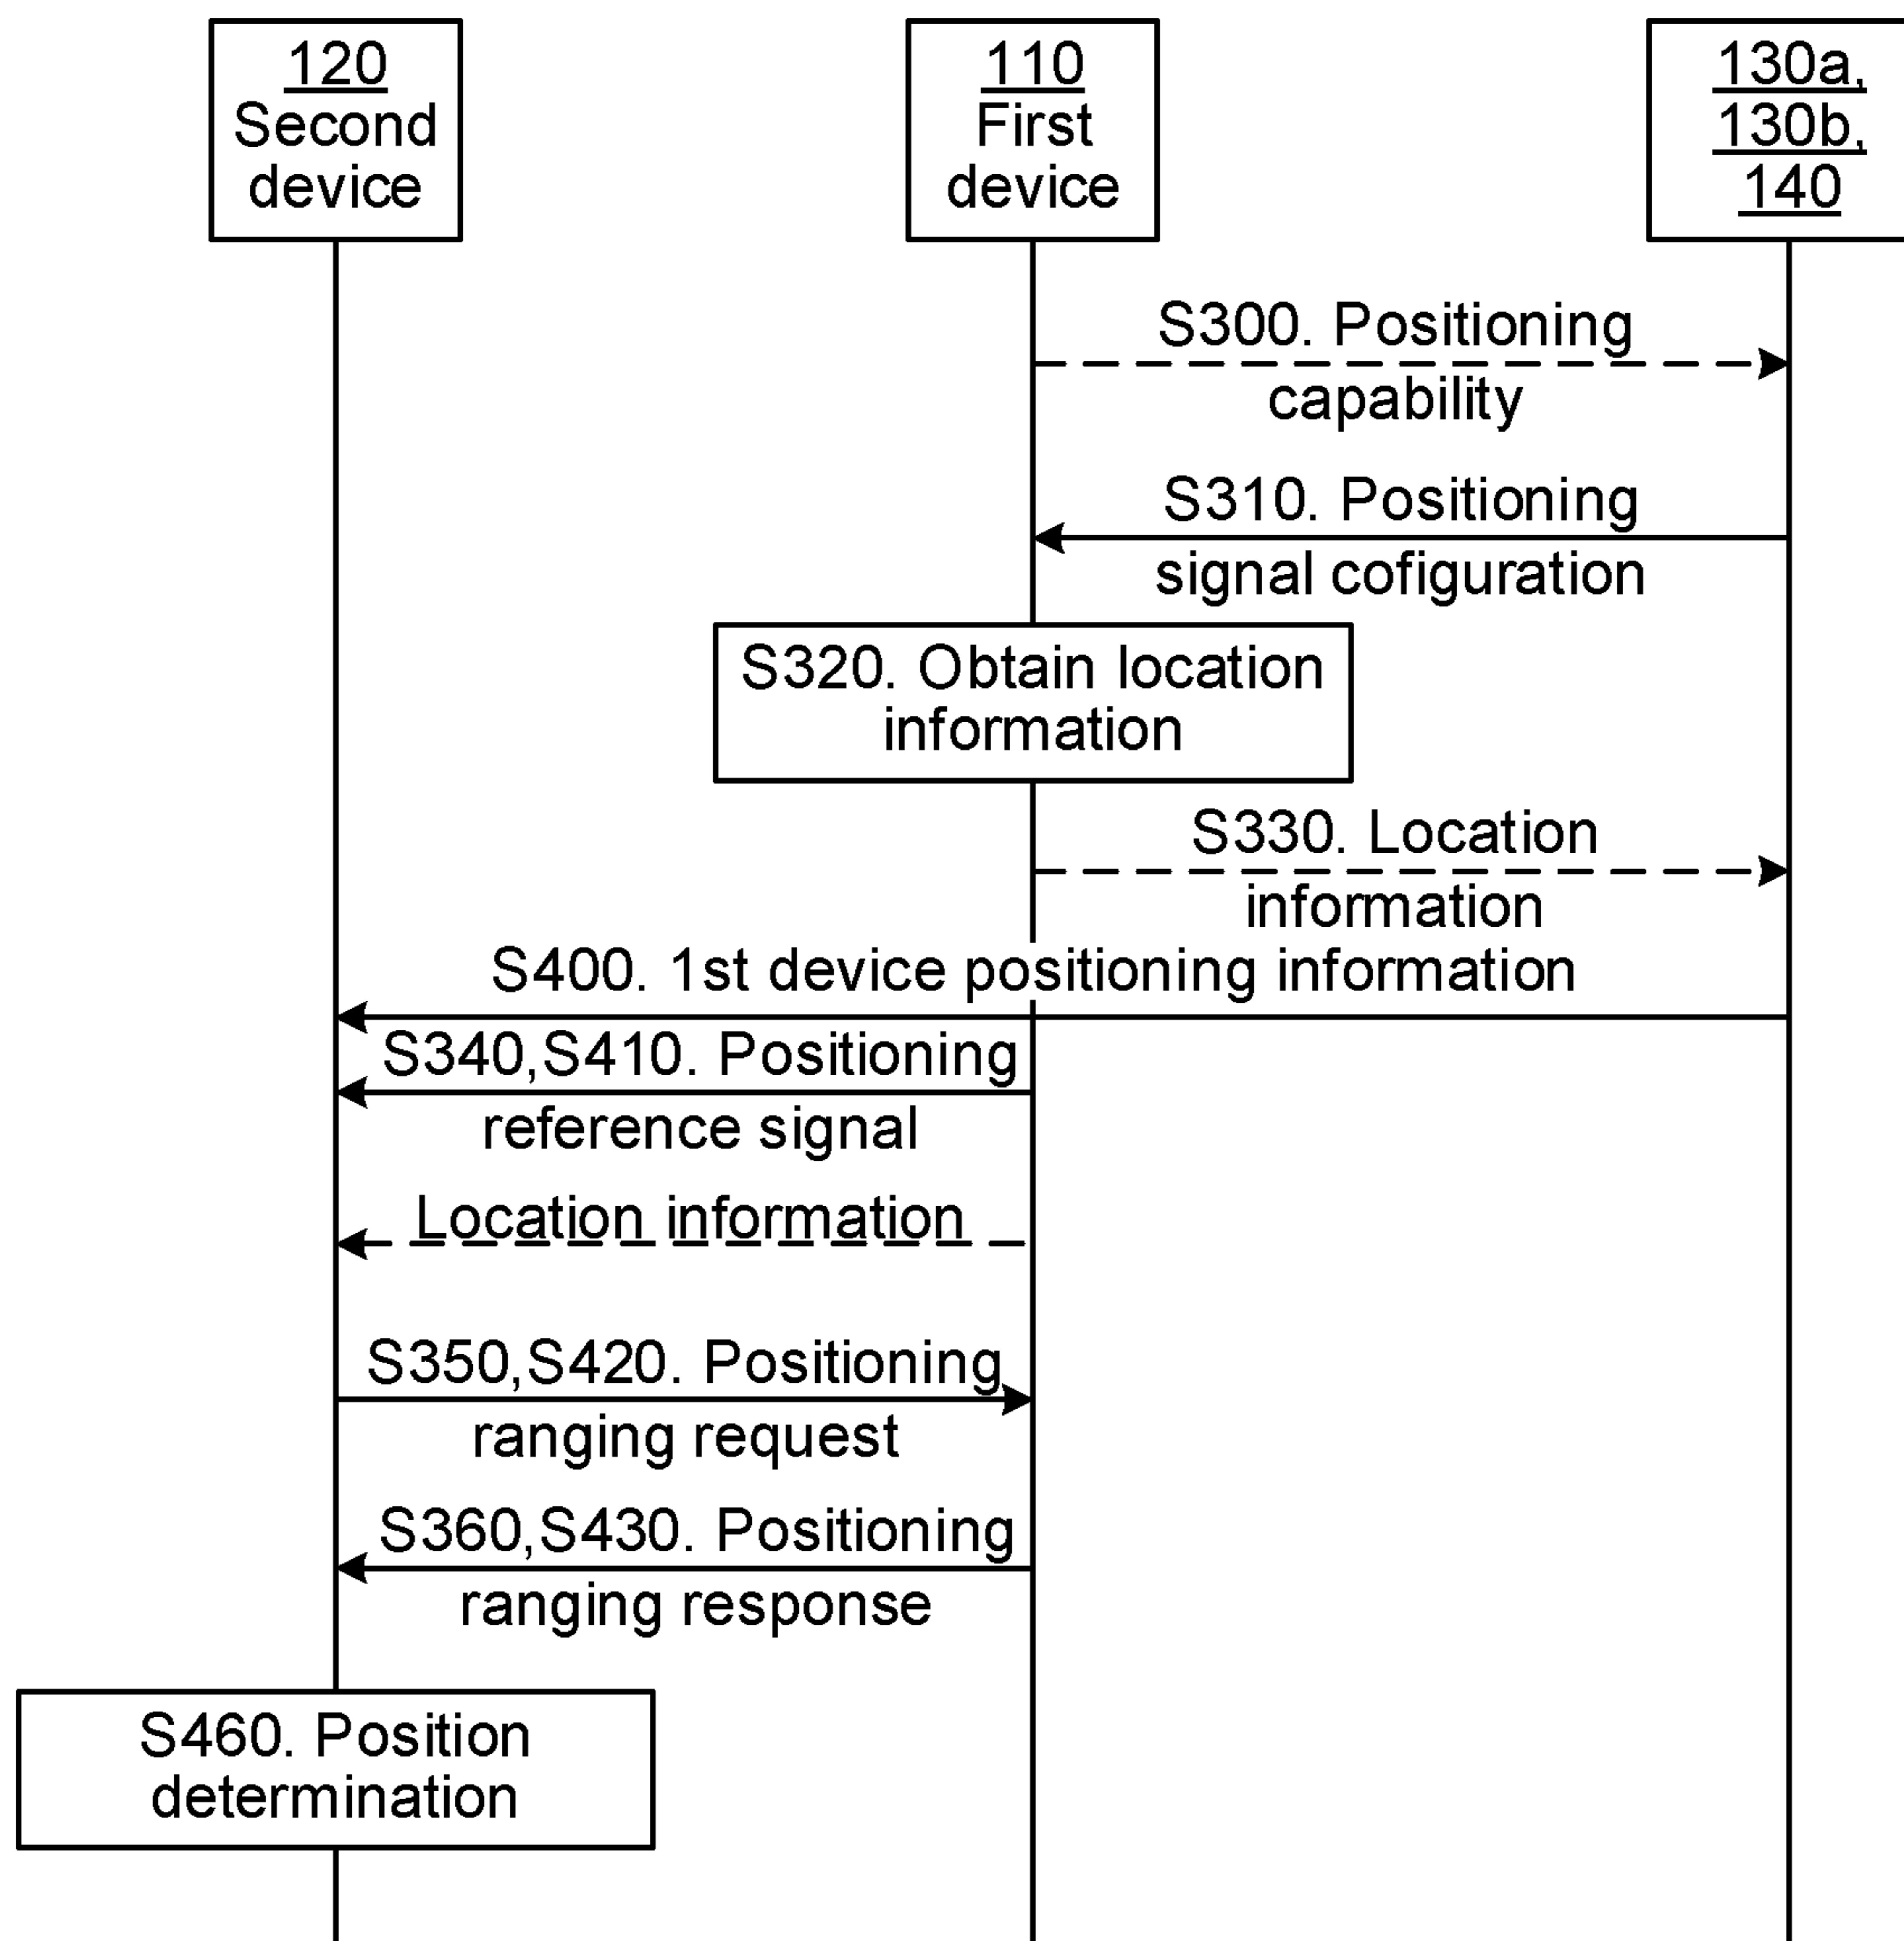 120
Second
device
110
First
device
130a,
130b,
140
S300. Positioning
capability
S310. Positioning
signal cofiguration
S320. Obtain location
information
S330. Location
information
S400. 1st device positioning information
S340,S410. Positioning
reference signal
Location information
S350,S420. Positioning
ranging request
S360,S430. Positioning
ranging response
S460. Position
determination